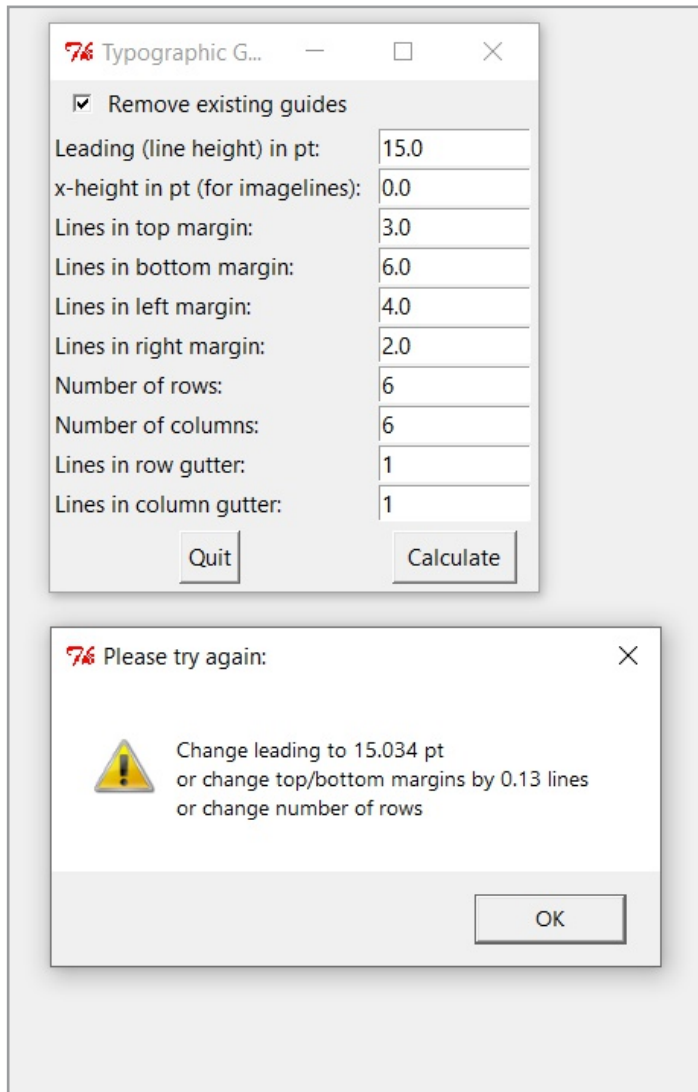 Typographic G...
Remove existing guides
Leading (line height) in pt: 15.0
x-height in pt (for imagelines): 0.0
Lines in top margin: 3.0
Lines in bottom margin: 6.0
Lines in left margin: 4.0
Lines in right margin: 2.0
Number of rows: 6
Number of columns: 6
Lines in row gutter: 1
Lines in column gutter: 1
Quit Calculate
Please try again:
Change leading to 15.034 pt
or change top/bottom margins by 0.13 lines
or change number of rows
OK